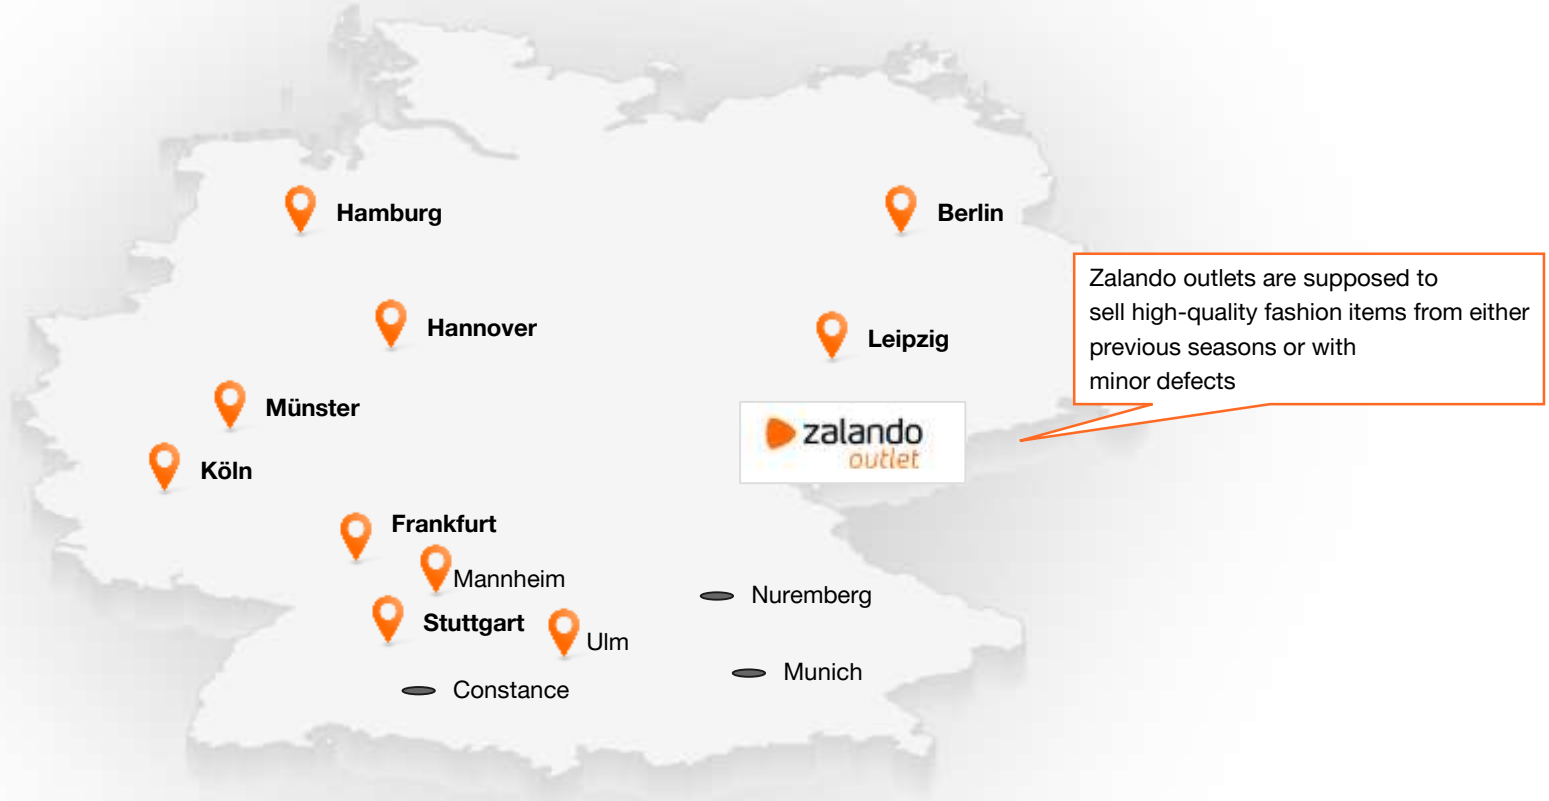 Hamburg
Berlin
Zalando outlets are supposed to
sell high-quality fashion items from either
previous seasons or with
minor defects
Hannover
Leipzig
Münster
zalando
outlet
Köln
Frankfurt
Mannheim
Nuremberg
Stuttgart
Ulm
Munich
Constance